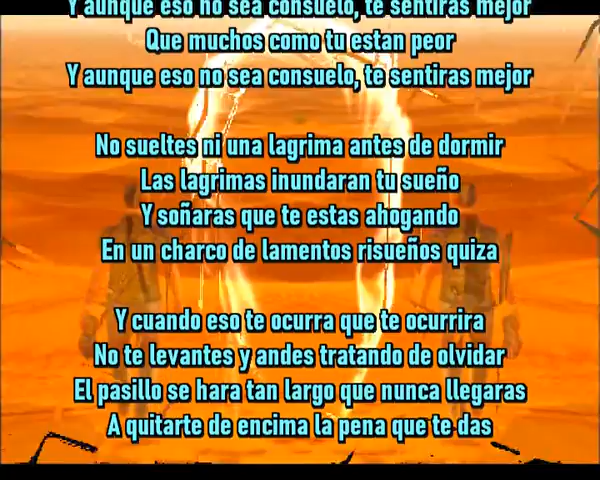 Y aunque eso no sea consuelo, te sentiras mejor
Que muchos como tu estan peor
Y aunque eso no sea consuelo, te sentiras mejor
No sueltes ni una lagrima antes de dormir
Las lagrimas inundaran tu sueño
Y soñaras que te estas ahogando
En un charco de lamentos risueños quiza
Y cuando eso te ocurra que te ocurrira
No te levantes y andes tratando de olvidar
El pasillo se hara tan largo que nunca llegaras
A quitarte de encima la pena que te das